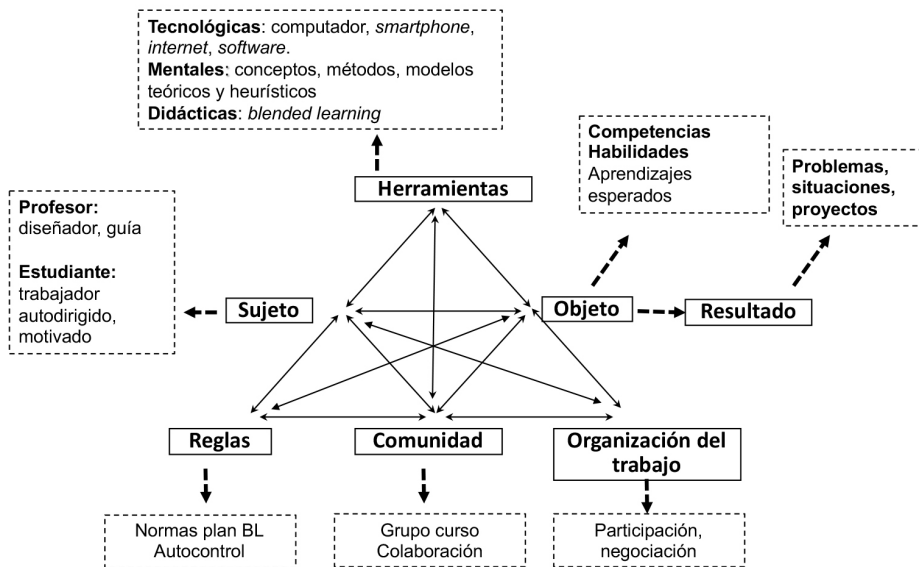 Tecnológicas: computador, smartphone,
internet, software.
Mentales: conceptos, métodos, modelos
teóricos y heurísticos
Didácticas: blended learning
Competencias
Habilidades
Aprendizajes
esperados
Problemas,
situaciones,
proyectos
Herramientas
Profesor:
diseñador, guía
Estudiante:
trabajador
autodirigido,
motivado
Sujeto
Objeto
Resultado
Reglas
Comunidad
Organización del
trabajo
Normas plan BL
Autocontrol
Grupo curso
Colaboración
Participación,
negociación